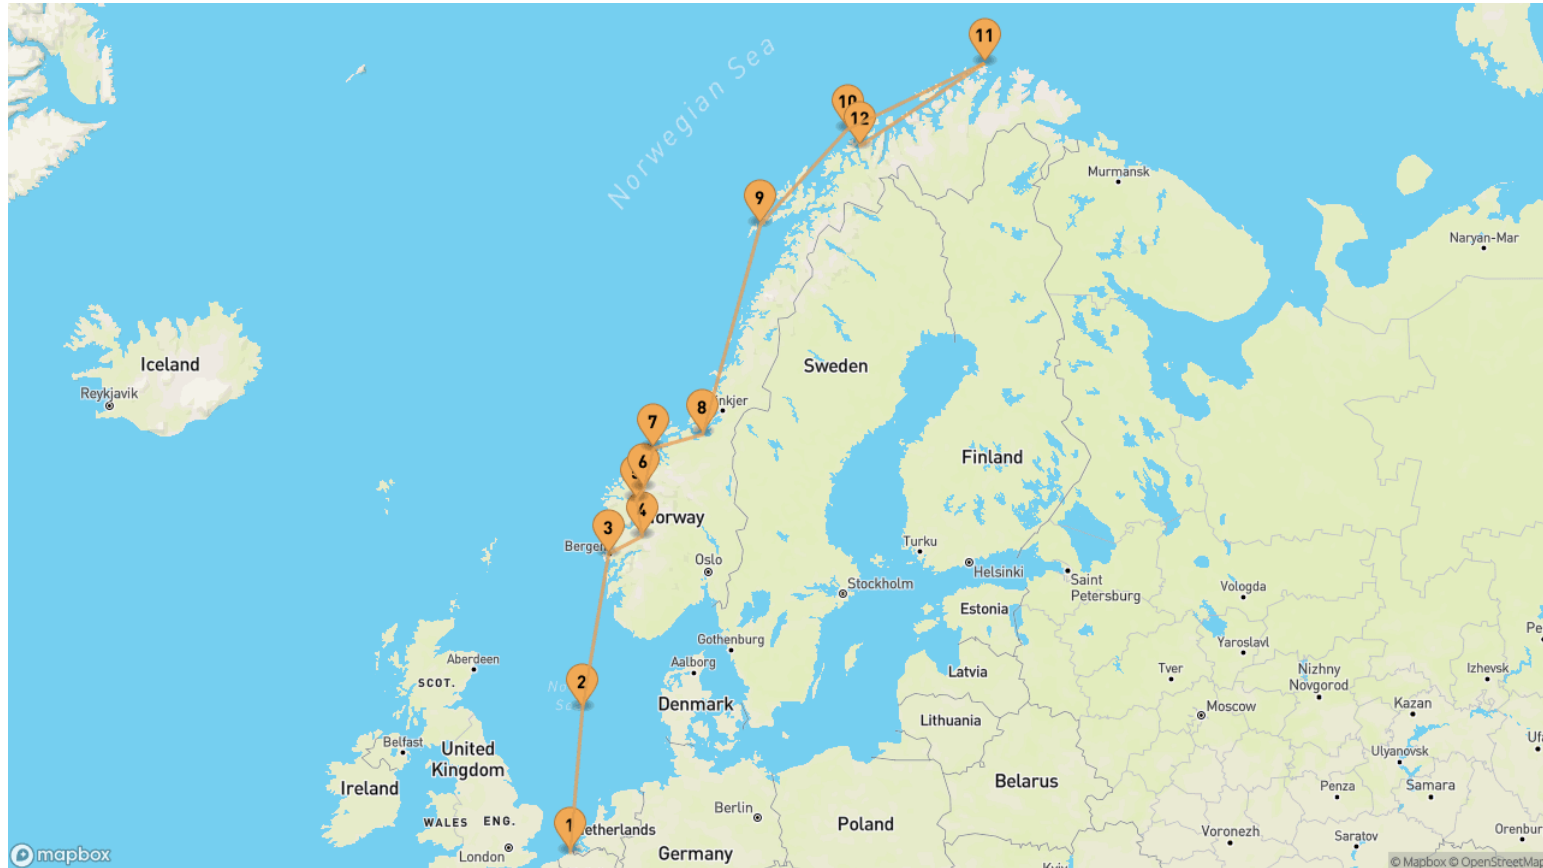 11
Norwegian Sea
10
12
Murmansk
9
Naryan-Mar
Iceland
Reykjavik
Sweden
8
nkjer
7
6
Finland
4
Norway
3
Bergen
Oslo
Turku
Helsinki
Saint
Petersburg
Stockholm
Vologda
Estonia
Gothenburg
Yaroslavl
Aberdeen
Aalborg
Latvia
Tver
Nizhny
Novgorod
Izhevsk
SCOT.
2
Denmark
Lithuania
Moscow
Kazan
Belfast
United
Kingdom
Ulyanovsk
Ireland
Belarus
Penza
Samara
WALES
ENG.
1
etherlands
Berlin
Poland
Voronezh
Saratov
Orenbur
London
Germany
mapbox
© Mapbox © OpenStreetMap